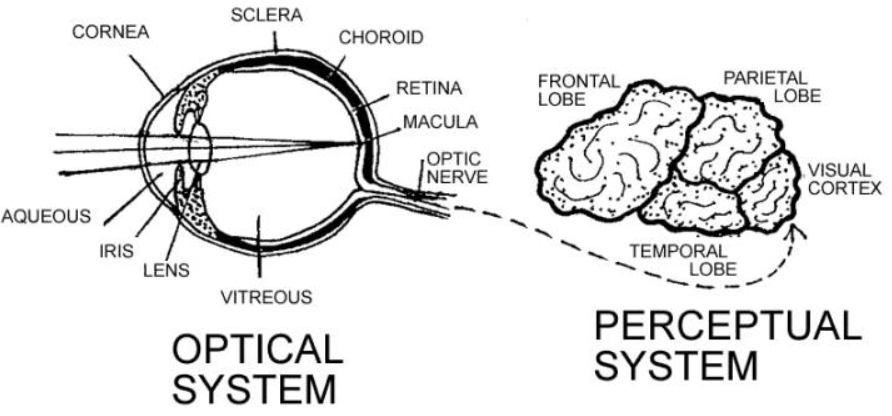 SCLERA
CORNEA
CHOROID
RETINA
MACULA
OPTIC
NERVE
AQUEOUS
IRIS
LENS
VITREOUS
OPTICAL
SYSTEM
FRONTAL
LOBE
PARIETAL
LOBE
VISUAL
CORTEX
TEMPORAL
LOBE
PERCEPTUAL
SYSTEM